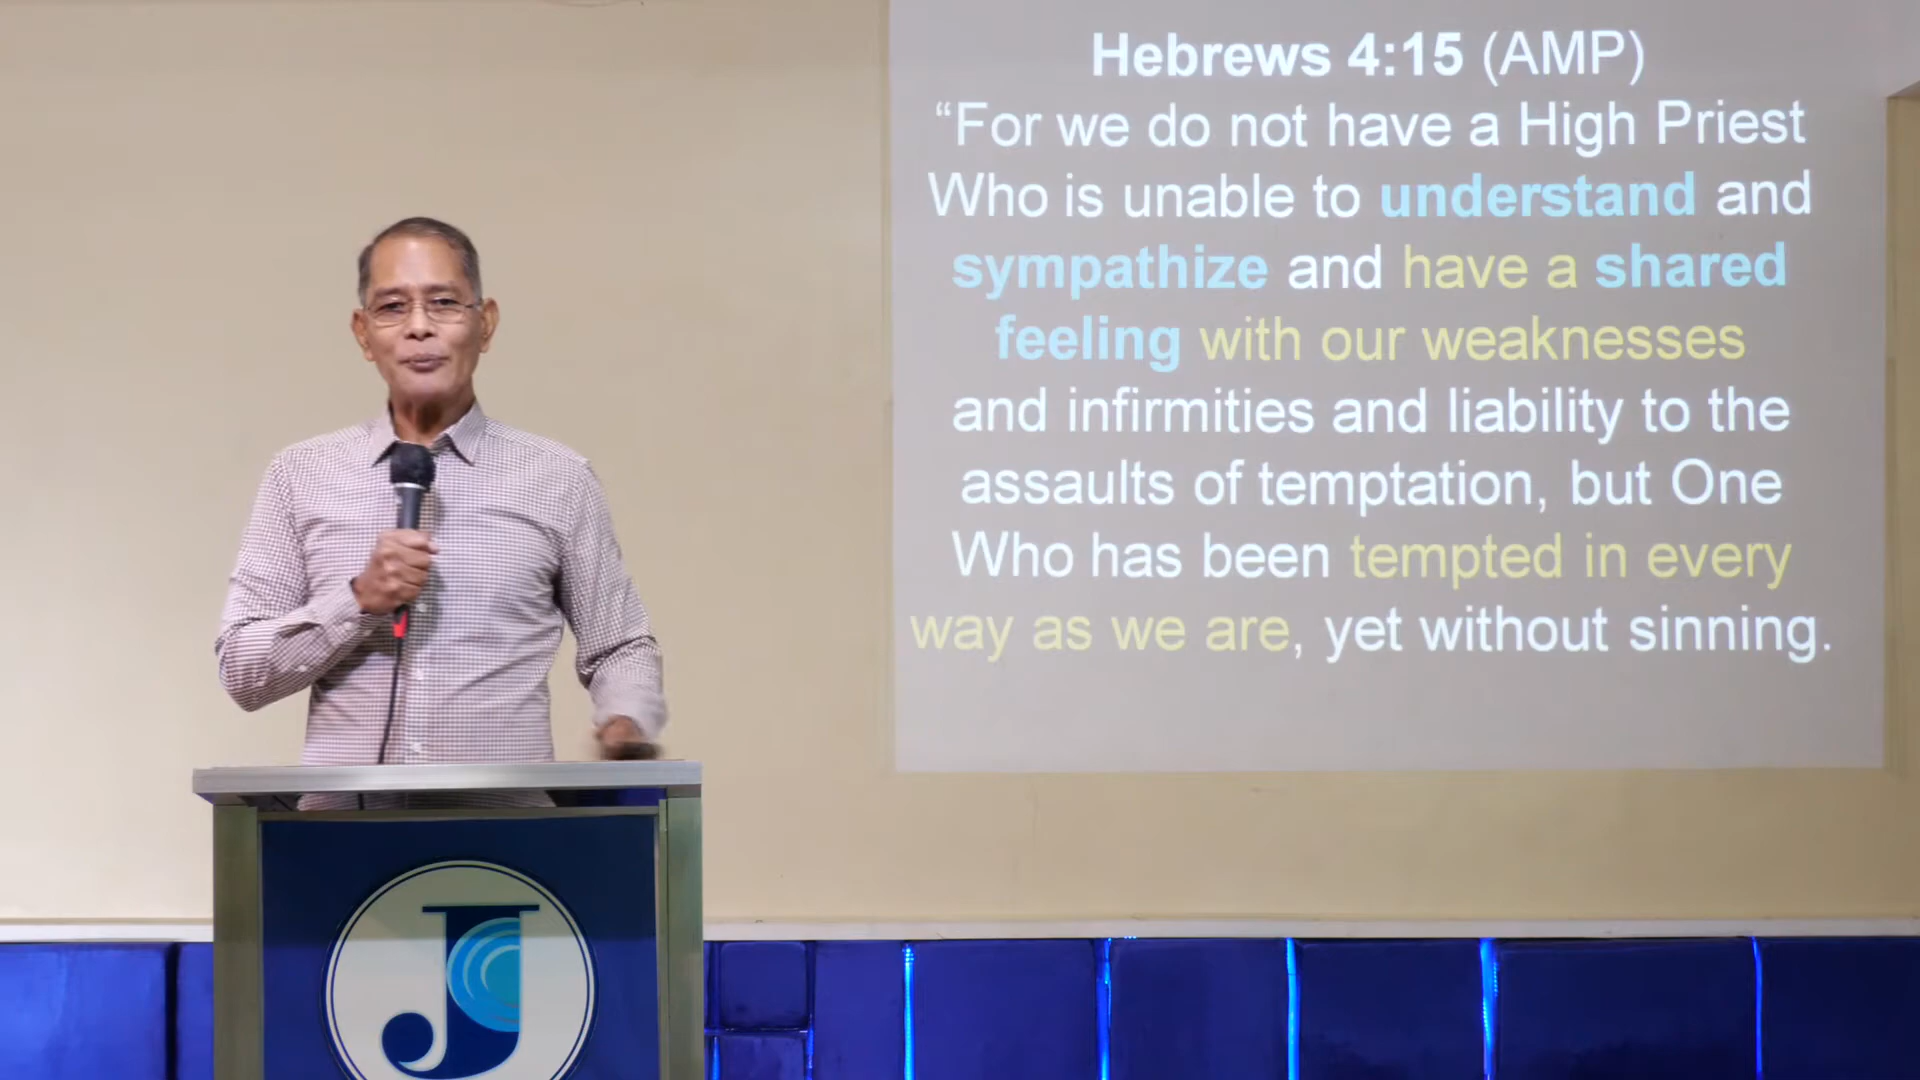 Hebrews 4:15 (AMP)
“For we do not have a High Priest
Who is unable to understand and
sympathize and have a shared
feeling with our weaknesses
and infirmities and liability to the
assaults of temptation, but One
Who has been tempted in every
way as we are, yet without sinning.
J